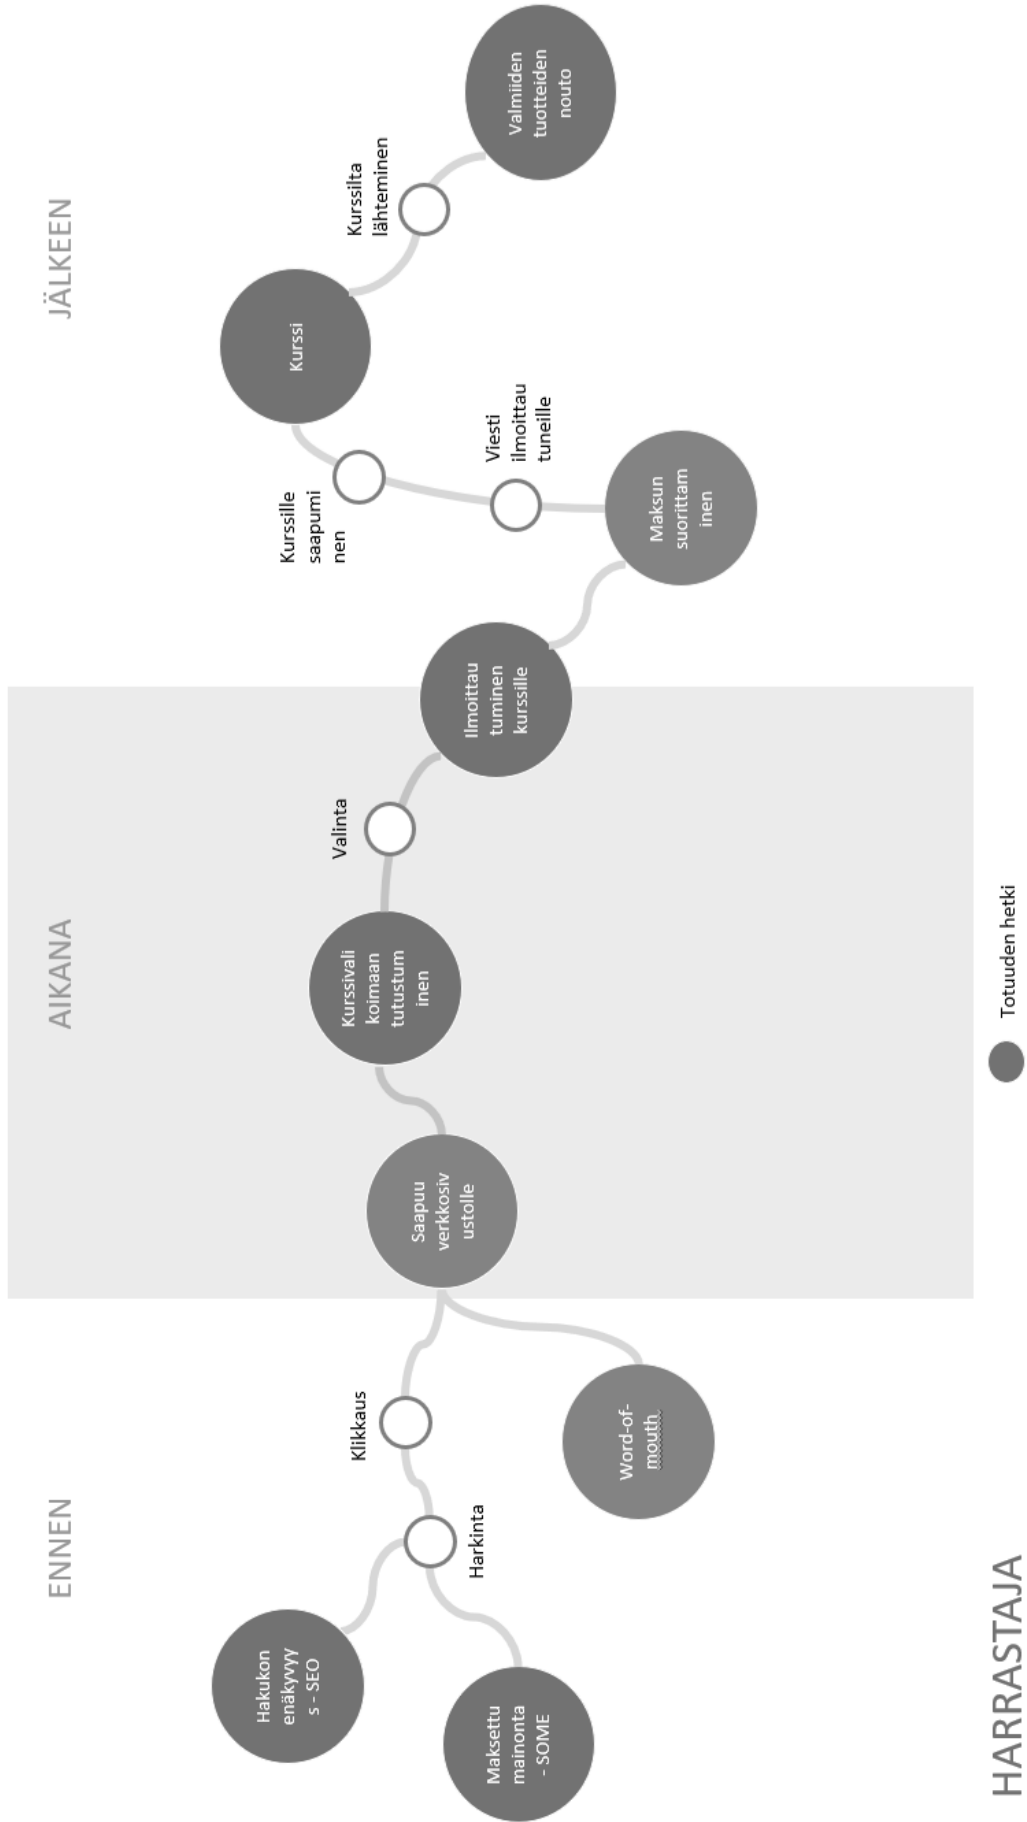 ENNEN
AIKANA
JÄLKEEN
Hakukon
enäkyvyy
s - SEO
Maksettu
mainonta
- SOME
Harkinta
Klikkaus
Word-of-
mouth
Saapuu
verkkosiv
ustolle
Kurssivali
koimaan
tutustum
inen
Valinta
Ilmoittau
tuminen
kurssille
Maksun
suorittam
inen
Viesti
ilmoittau
tuneille
Kurssille
saapumi
nen
Kurssi
Kurssilta
lähteminen
Valmiiden
tuotteiden
nouto
HARRASTAJA
Totuuden hetki